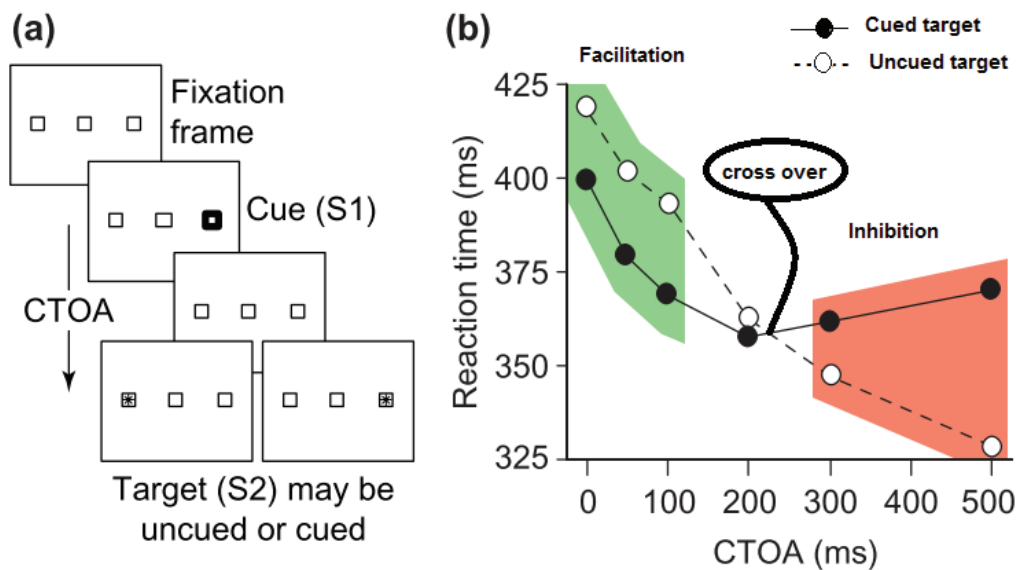 (a)
Fixation
frame
Cue (S1)
CTOA
Target (S2) may be
uncued or cued
(b)
Cued target
Uncued target
Facilitation
cross over
Inhibition
Reaction time (ms)
425
400
375
350
325
0 100 200 300 400 500
CTOA (ms)